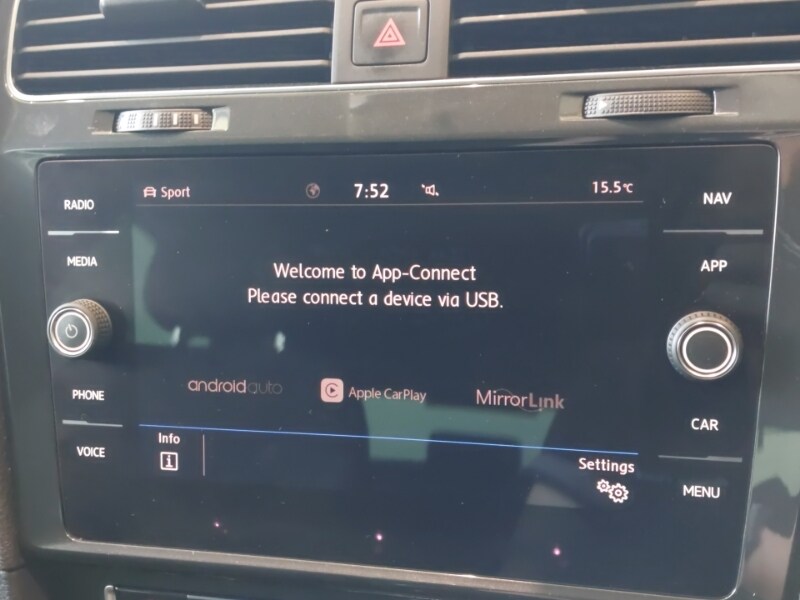 Sport 7:52 15.5°C
RADIO
NAV
MEDIA
APP
Welcome to App-Connect
Please connect a device via USB.
androidauto Apple CarPlay MirrorLink
PHONE
CAR
VOICE
Info
Settings
MENU